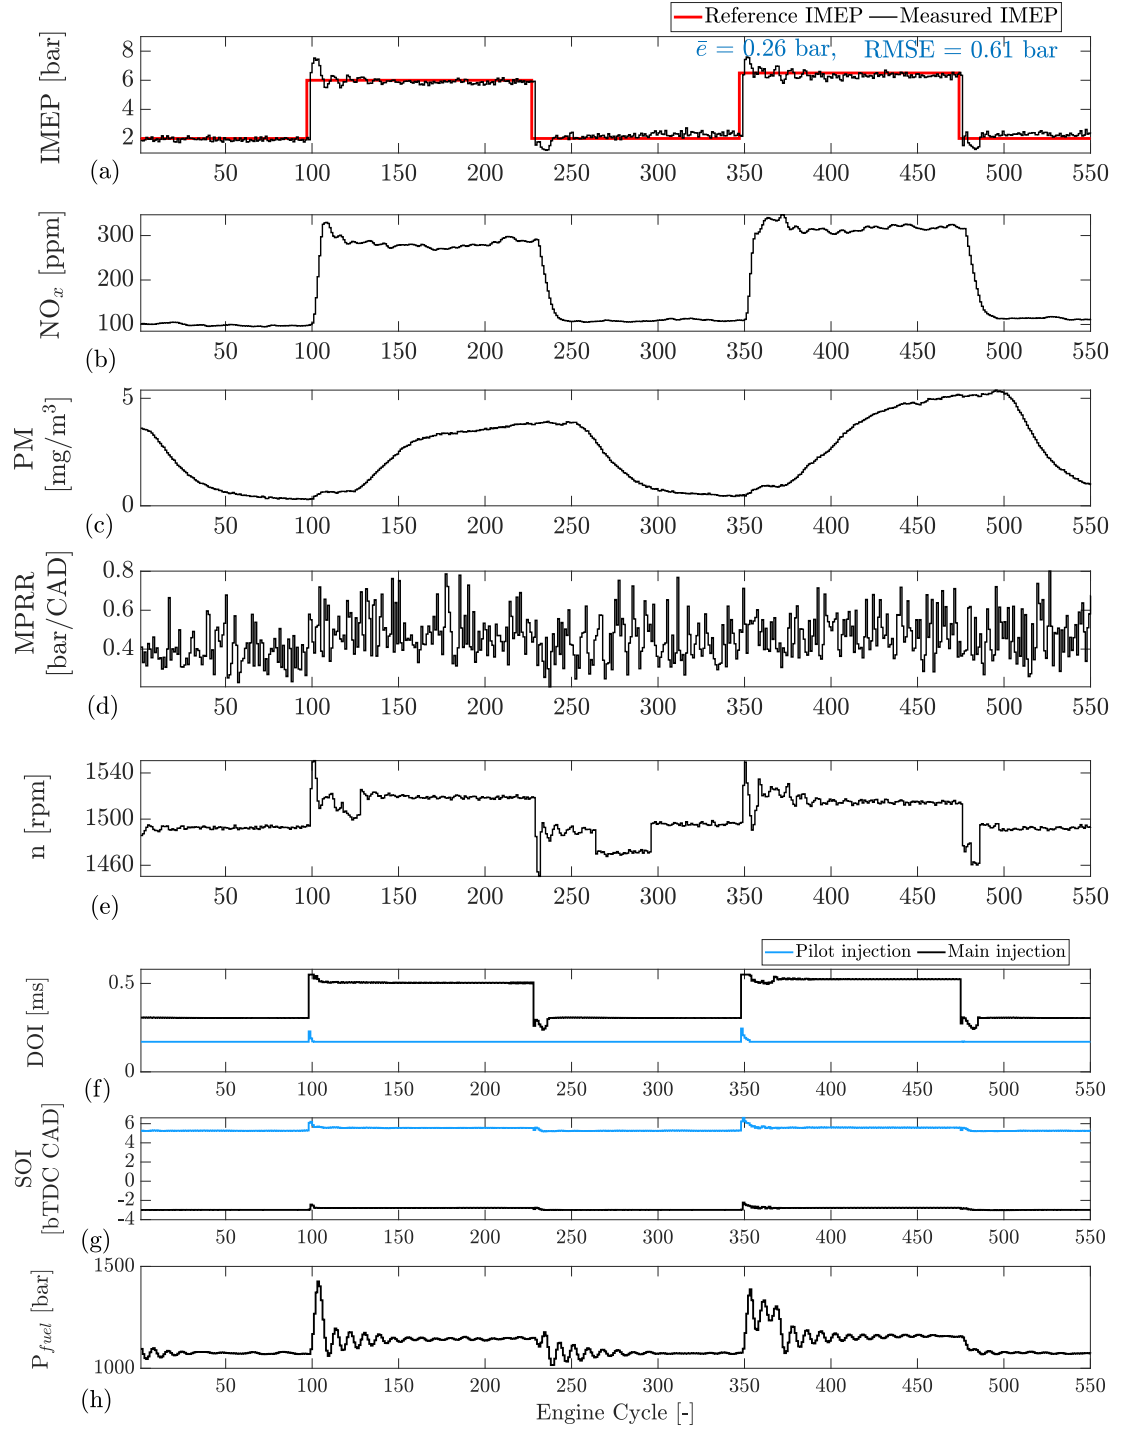 Reference IMEP Measured IMEP
ē = 0.26 bar, RMSE = 0.61 bar
IMEP [bar]
8
6
4
2
50 100 150 200 250 300 350 400 450 500 550
(a)
NOx [ppm]
300
200
100
50 100 150 200 250 300 350 400 450 500 550
(b)
PM
[mg/m³]
5
0
50 100 150 200 250 300 350 400 450 500 550
(c)
MPRR
[bar/CAD]
0.8
0.6
0.4
50 100 150 200 250 300 350 400 450 500 550
(d)
n [rpm]
1540
1500
1460
50 100 150 200 250 300 350 400 450 500 550
(e)
Pilot injection Main injection
DOI [ms]
0.5
0
50 100 150 200 250 300 350 400 450 500 550
(f)
SOI
[bTDC CAD]
6
4
2
0
-2
-4
50 100 150 200 250 300 350 400 450 500 550
(g)
Pfuel [bar]
1500
1000
50 100 150 200 250 300 350 400 450 500 550
(h)
Engine Cycle [-]